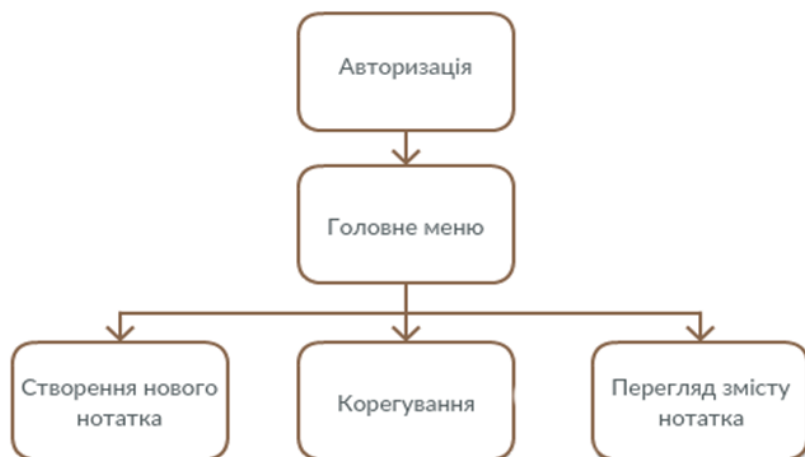 Авторизація
Головне меню
Створення нового
нотатка
Корегування
Перегляд змісту
нотатка